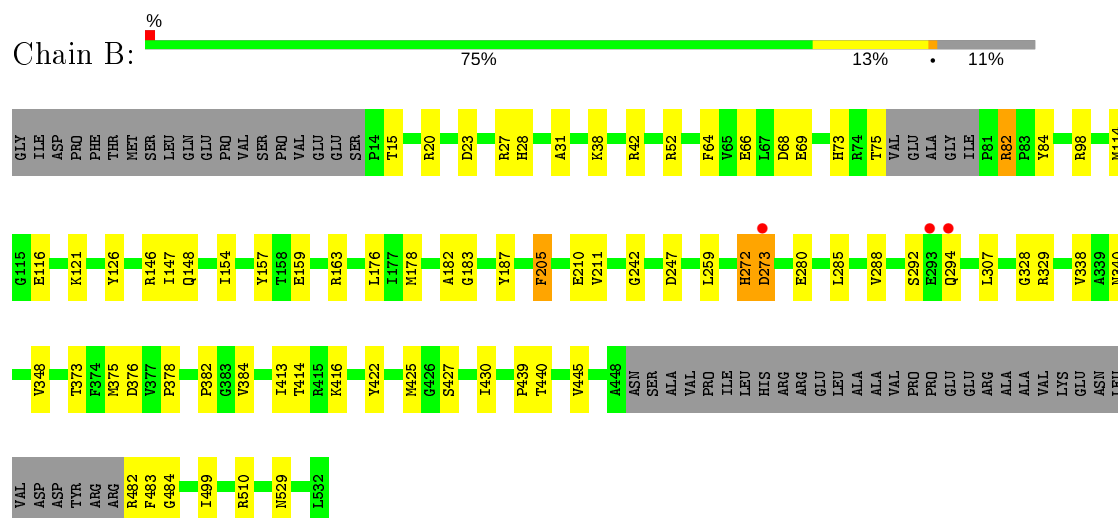 %
Chain B:
75% 13% • 11%
GLY ILE ASP PRO PHE THR MET SER LEU GLN GLU PRO VAL SER PRO VAL GLU GLU SER P14 T15 R20 D23 R27 H28 A31 K38 R42 R52 F64 V65 E66 L67 D68 E69 H73 R74 T75 VAL GLU ALA GLY ILE P81 R82 P83 Y84 R98 M114
G115 E116 K121 Y126 R146 I147 Q148 I154 Y157 T158 E159 R163 L176 I177 M178 A182 G183 Y187 F205 E210 V211 G242 D247 L259 H272 D273 E280 L285 V288 S292 E293 Q294 L307 G328 R329 V338 A339 N340
V348 T373 F374 M375 D376 V377 P378 P382 G383 V384 I413 T414 R415 K416 Y422 M425 G426 S427 I430 P439 T440 V445 A448 ASN SER ALA VAL PRO ILE LEU HIS ARG ARG GLU LEU ALA ALA VAL PRO PRO GLU GLU ARG ALA ALA VAL LYS GLU ASN LEU
VAL ASP ASP TYR ARG ARG R482 F483 G484 I499 R510 N529 L532